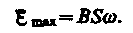 ε max = BSω.